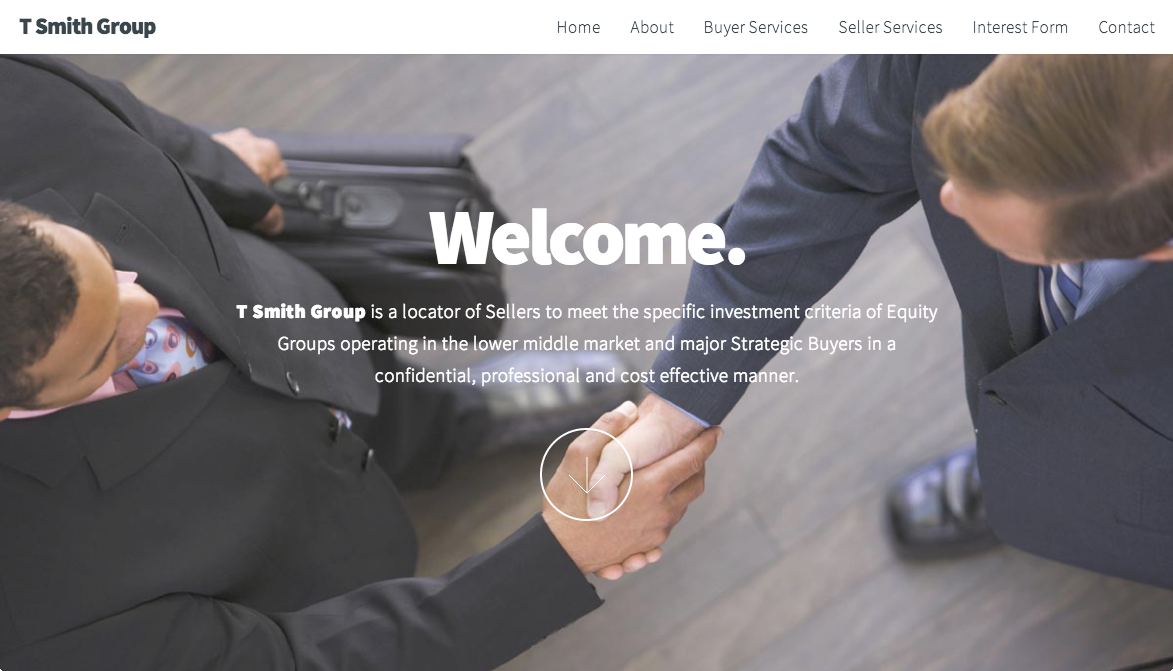 T Smith Group
Home About Buyer Services Seller Services Interest Form Contact
Welcome.
T Smith Group is a locator of Sellers to meet the specific investment criteria of Equity
Groups operating in the lower middle market and major Strategic Buyers in a
confidential, professional and cost effective manner.